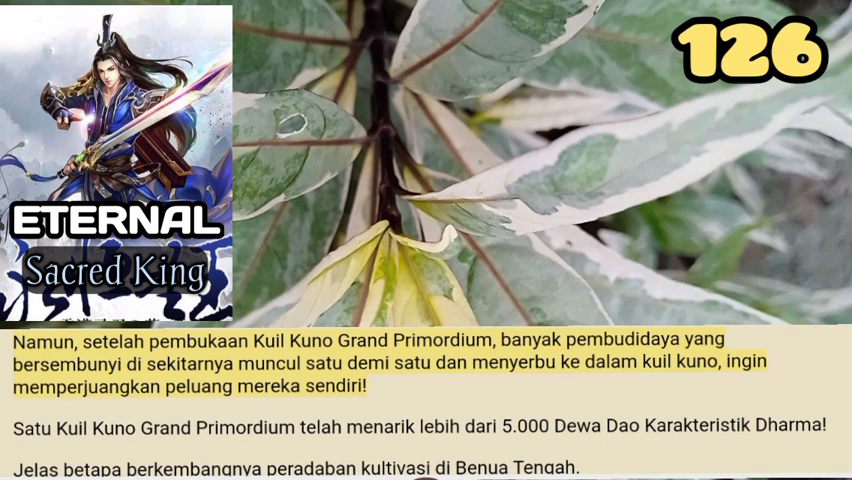 126
ETERNAL
Sacred King
Namun, setelah pembukaan Kuil Kuno Grand Primordium, banyak pembudidaya yang
bersembunyi di sekitarnya muncul satu demi satu dan menyerbu ke dalam kuil kuno, ingin
memperjuangkan peluang mereka sendiri!
Satu Kuil Kuno Grand Primordium telah menarik lebih dari 5.000 Dewa Dao Karakteristik Dharma!
Jelas betapa berkembangnya peradaban kultivasi di Benua Tengah.